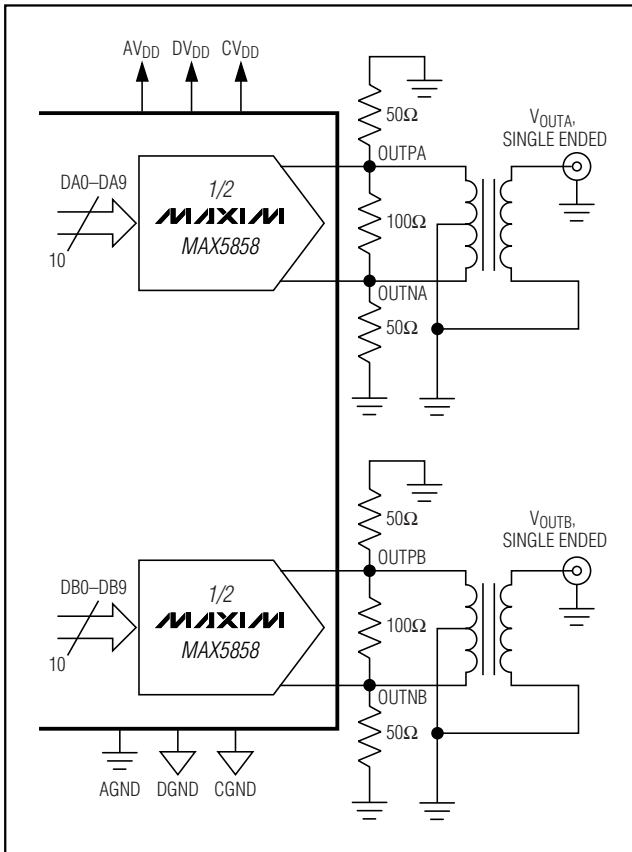 AVDD DVDD CVDD
50Ω
VOUTA,
SINGLE ENDED
OUTPA
DA0–DA9
10
1/2
MAXIM
MAX5858
100Ω
OUTNA
50Ω
50Ω
VOUTB,
SINGLE ENDED
OUTPB
DB0–DB9
10
1/2
MAXIM
MAX5858
100Ω
OUTNB
50Ω
AGND DGND CGND